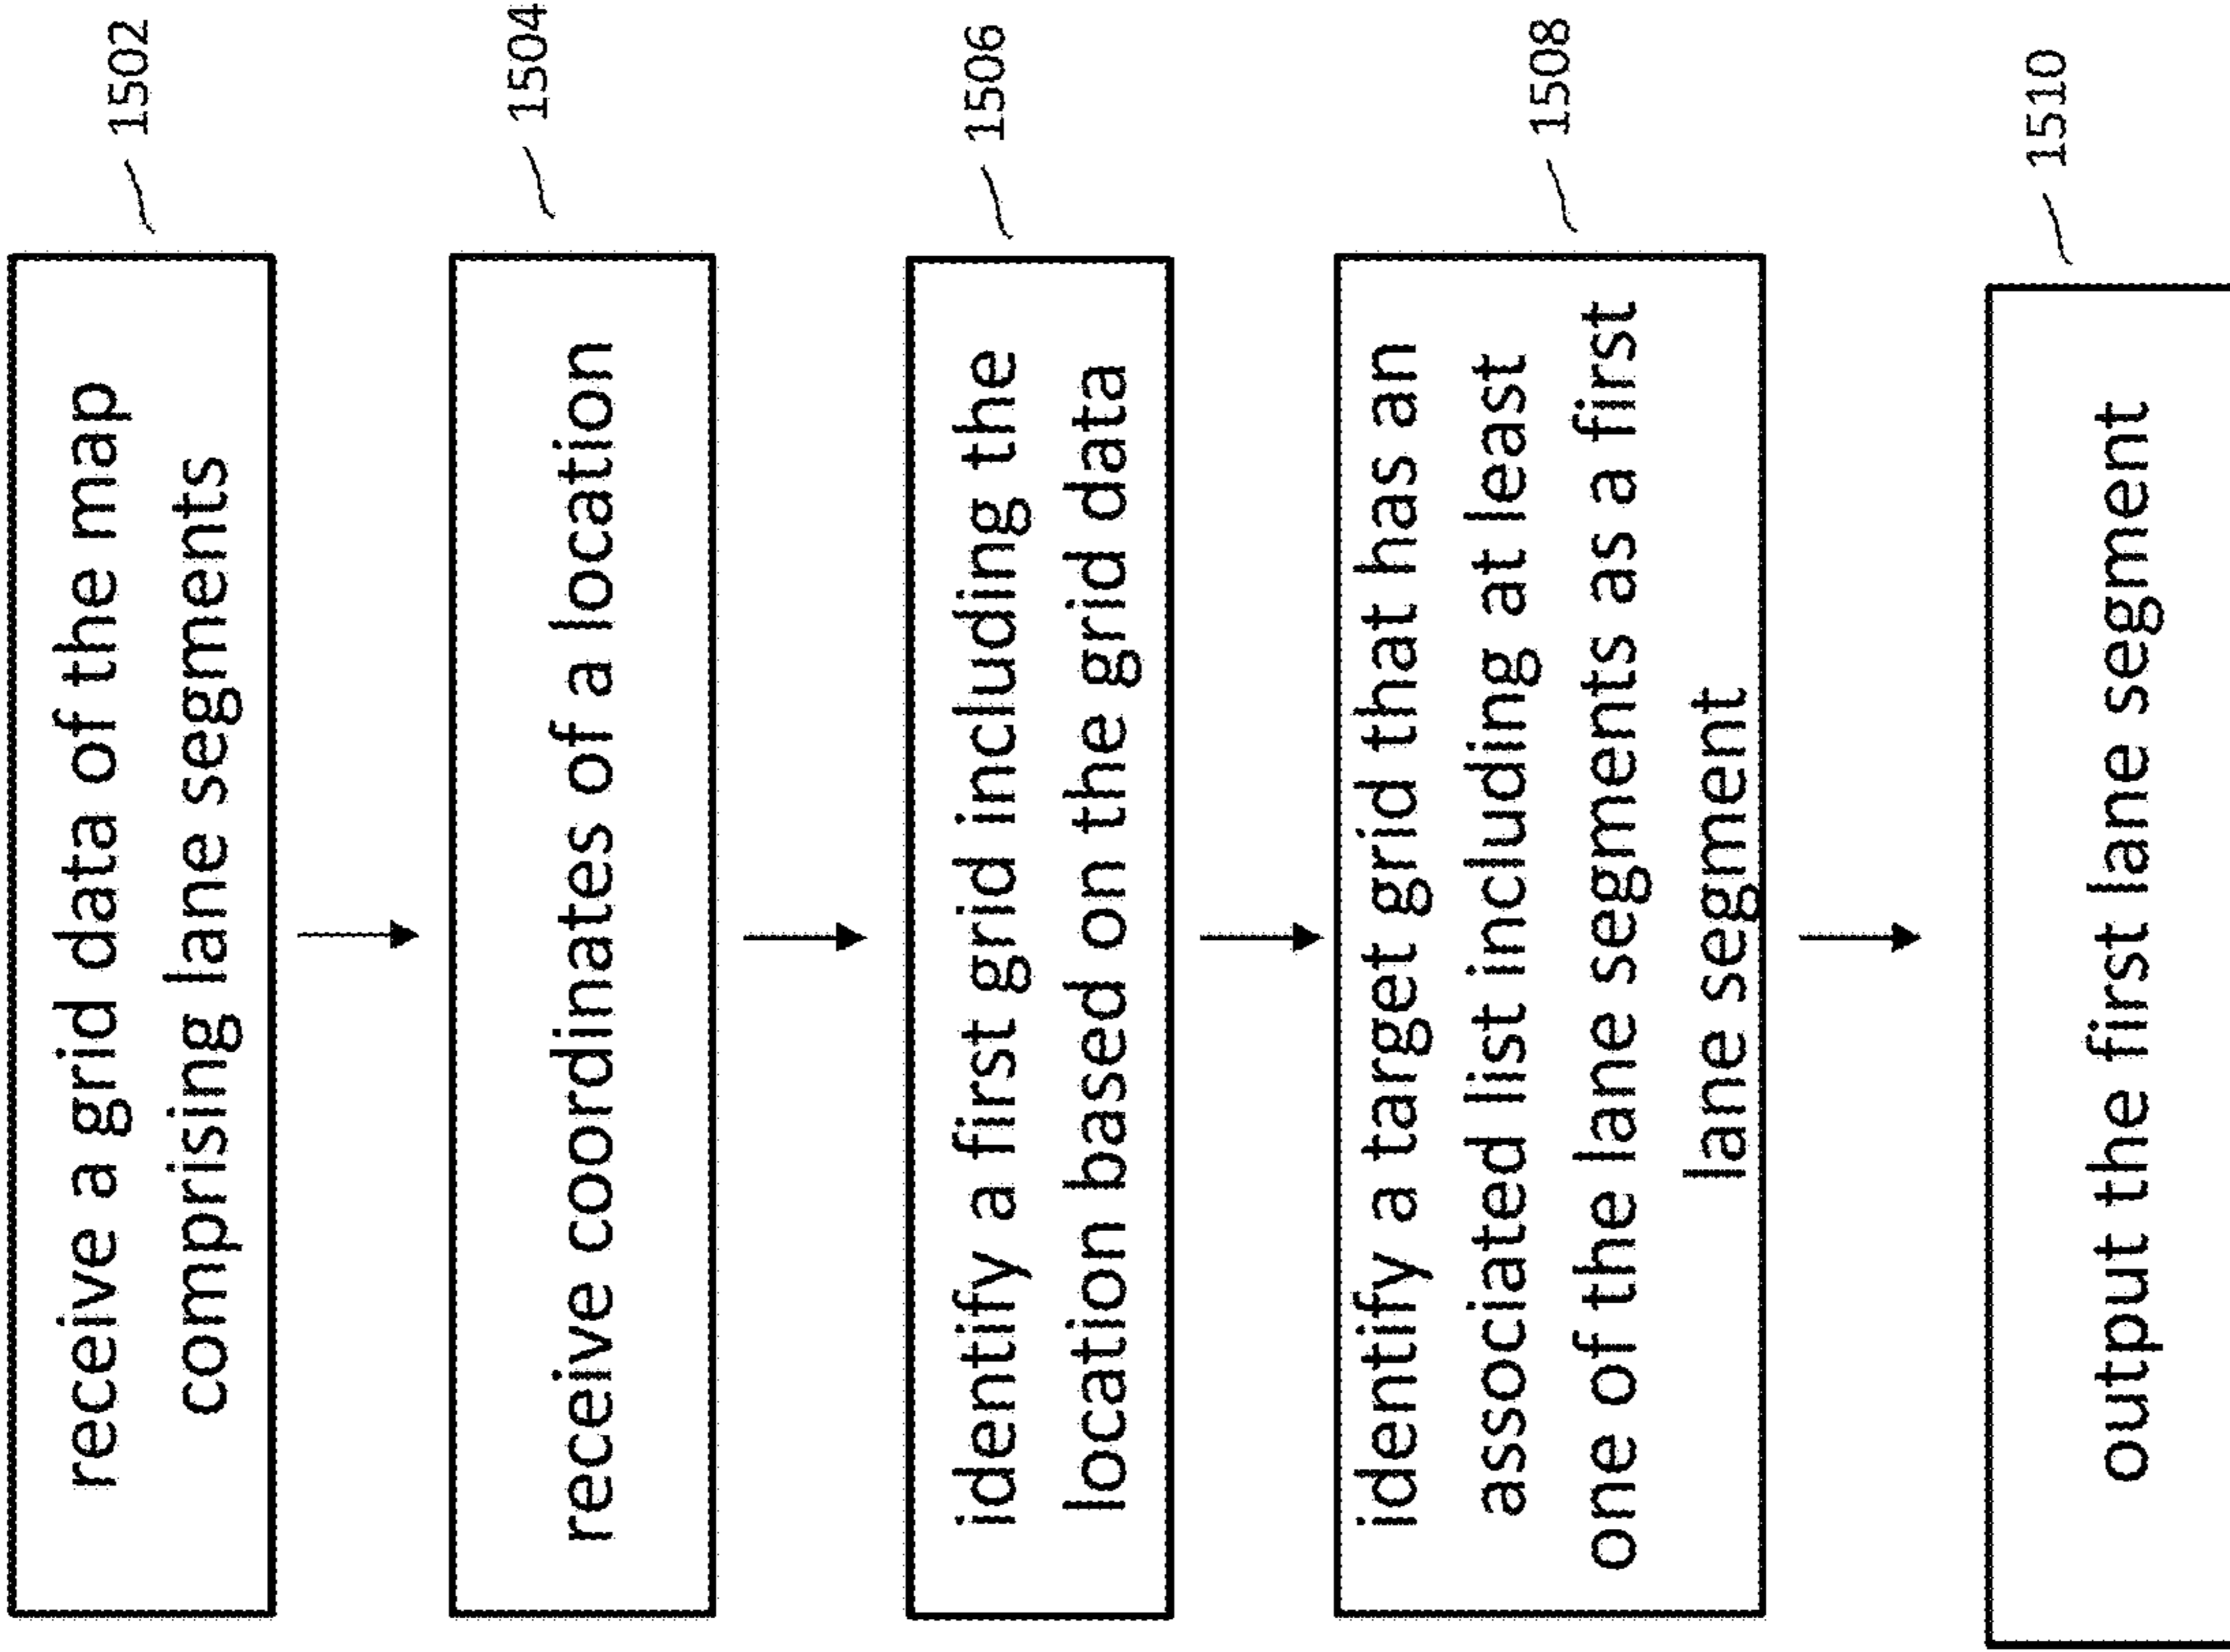 receive a grid data of the map
comprising lane segments
1502
receive coordinates of a location
1504
identify a first grid including the
location based on the grid data
1506
identify a target grid that has an
associated list including at least
one of the lane segments as a first
lane segment
1508
output the first lane segment
1510